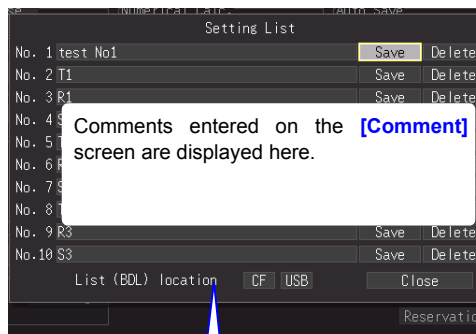 Numerical Calc.
Auto Save
Setting List
No. 1 test No1 Save Delete
No. 2 T1 Save Delete
No. 3 R1 Save Delete
No. 4 S
No. 5
No. 6
No. 7 S
No. 8 T
No. 9 R3 Save Delete
No.10 S3 Save Delete
Comments entered on the [Comment]
screen are displayed here.
List (BDL) location CF USB Close